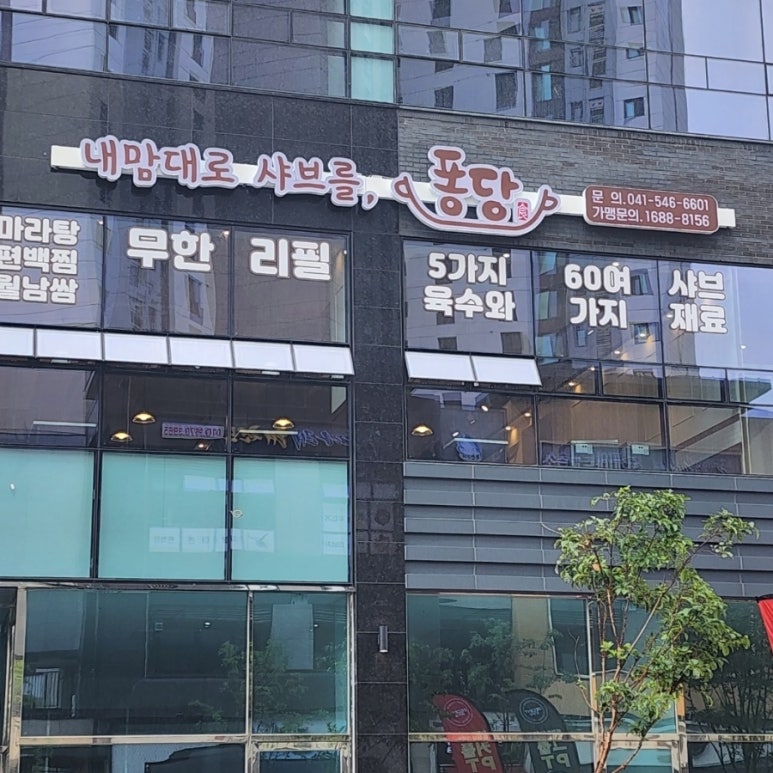 내맘대로 샤브를, 퐁당
문 의.041-546-6601
가맹문의.1688-8156
마라탕
편백찜
월남쌈
무한 리필
5가지
육수와
60여
가지
샤브
재료